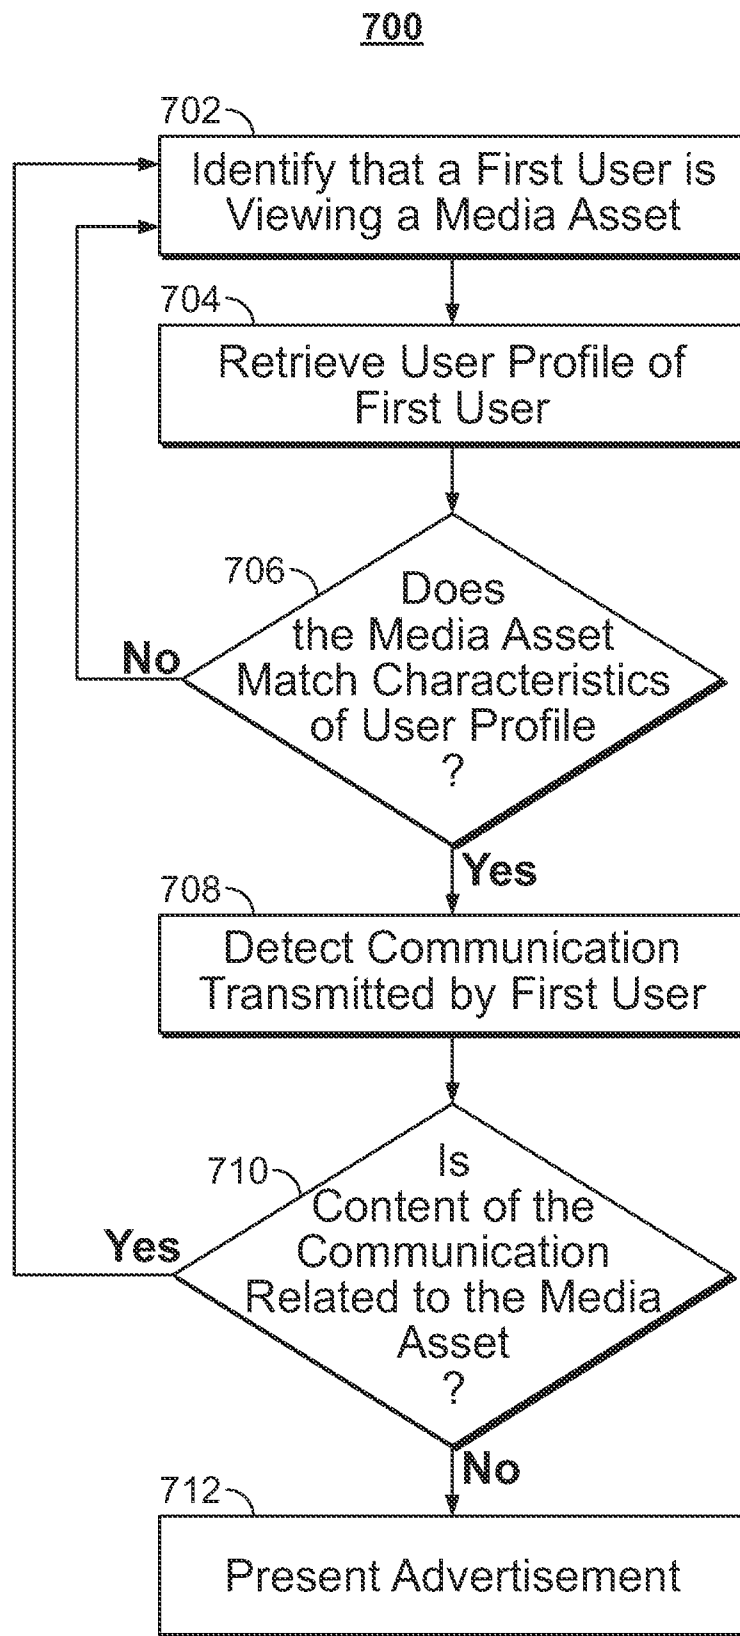 700
702
Identify that a First User is
Viewing a Media Asset
704
Retrieve User Profile of
First User
706
Does
the Media Asset
Match Characteristics
of User Profile
?
No
Yes
708
Detect Communication
Transmitted by First User
710
Is
Content of the
Communication
Related to the Media
Asset
?
Yes
No
712
Present Advertisement